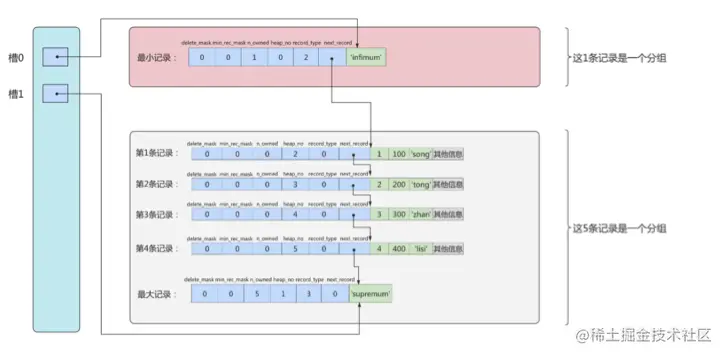 delete_mask min_rec_mask n_owned heap_no record_type next_record
槽0
最小记录： 0 0 1 0 2 'infimum'
这1条记录是一个分组
槽1
delete_mask min_rec_mask n_owned heap_no record_type next_record
第1条记录： 0 0 0 2 0 1 100 'song' 其他信息
delete_mask min_rec_mask n_owned heap_no record_type next_record
第2条记录： 0 0 0 3 0 2 200 'tong' 其他信息
delete_mask min_rec_mask n_owned heap_no record_type next_record
第3条记录： 0 0 0 4 0 3 300 'zhan' 其他信息
这5条记录是一个分组
delete_mask min_rec_mask n_owned heap_no record_type next_record
第4条记录： 0 0 0 5 0 4 400 'lisi' 其他信息
delete_mask min_rec_mask n_owned heap_no record_type next_record
最大记录： 0 0 5 1 3 0 'supremum'
@稀土掘金技术社区